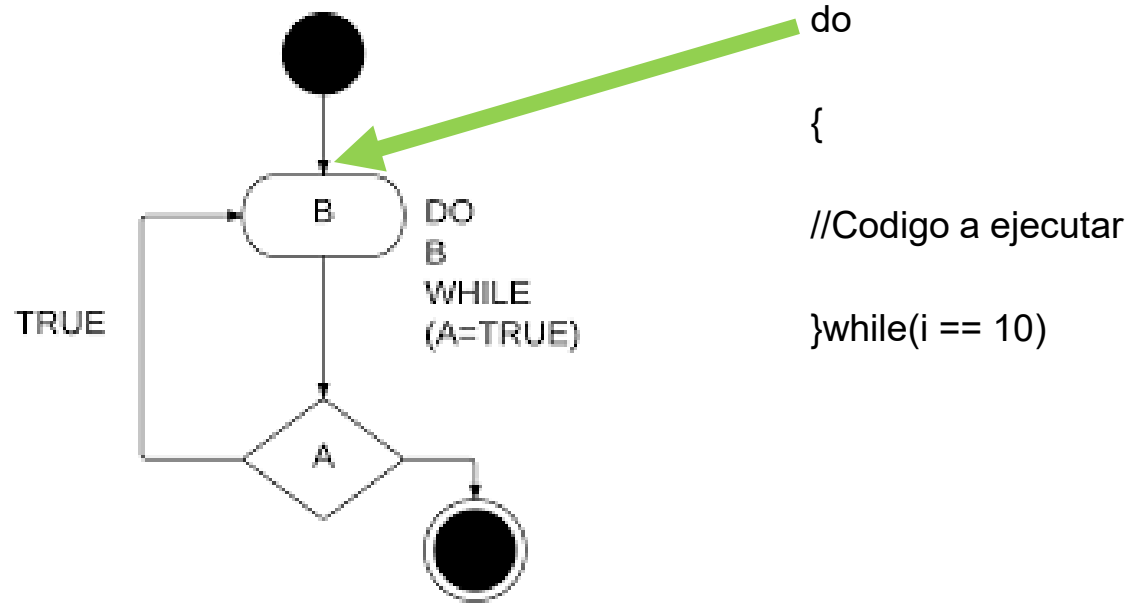 do
{
//Codigo a ejecutar
}while(i == 10)
B
DO
B
WHILE
(A=TRUE)
TRUE
A